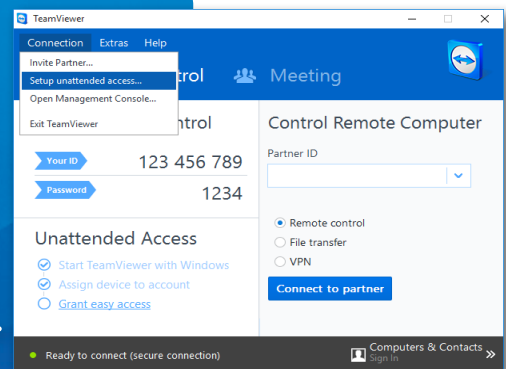 TeamViewer
Connection Extras Help
Invite Partner...
Setup unattended access...
Open Management Console...
Exit TeamViewer
trol
Meeting
ntrol
Your ID 123 456 789
Password 1234
Unattended Access
Start TeamViewer with Windows
Assign device to account
Grant easy access
Control Remote Computer
Partner ID
Remote control
File transfer
VPN
Connect to partner
Ready to connect (secure connection)
Computers & Contacts
Sign In